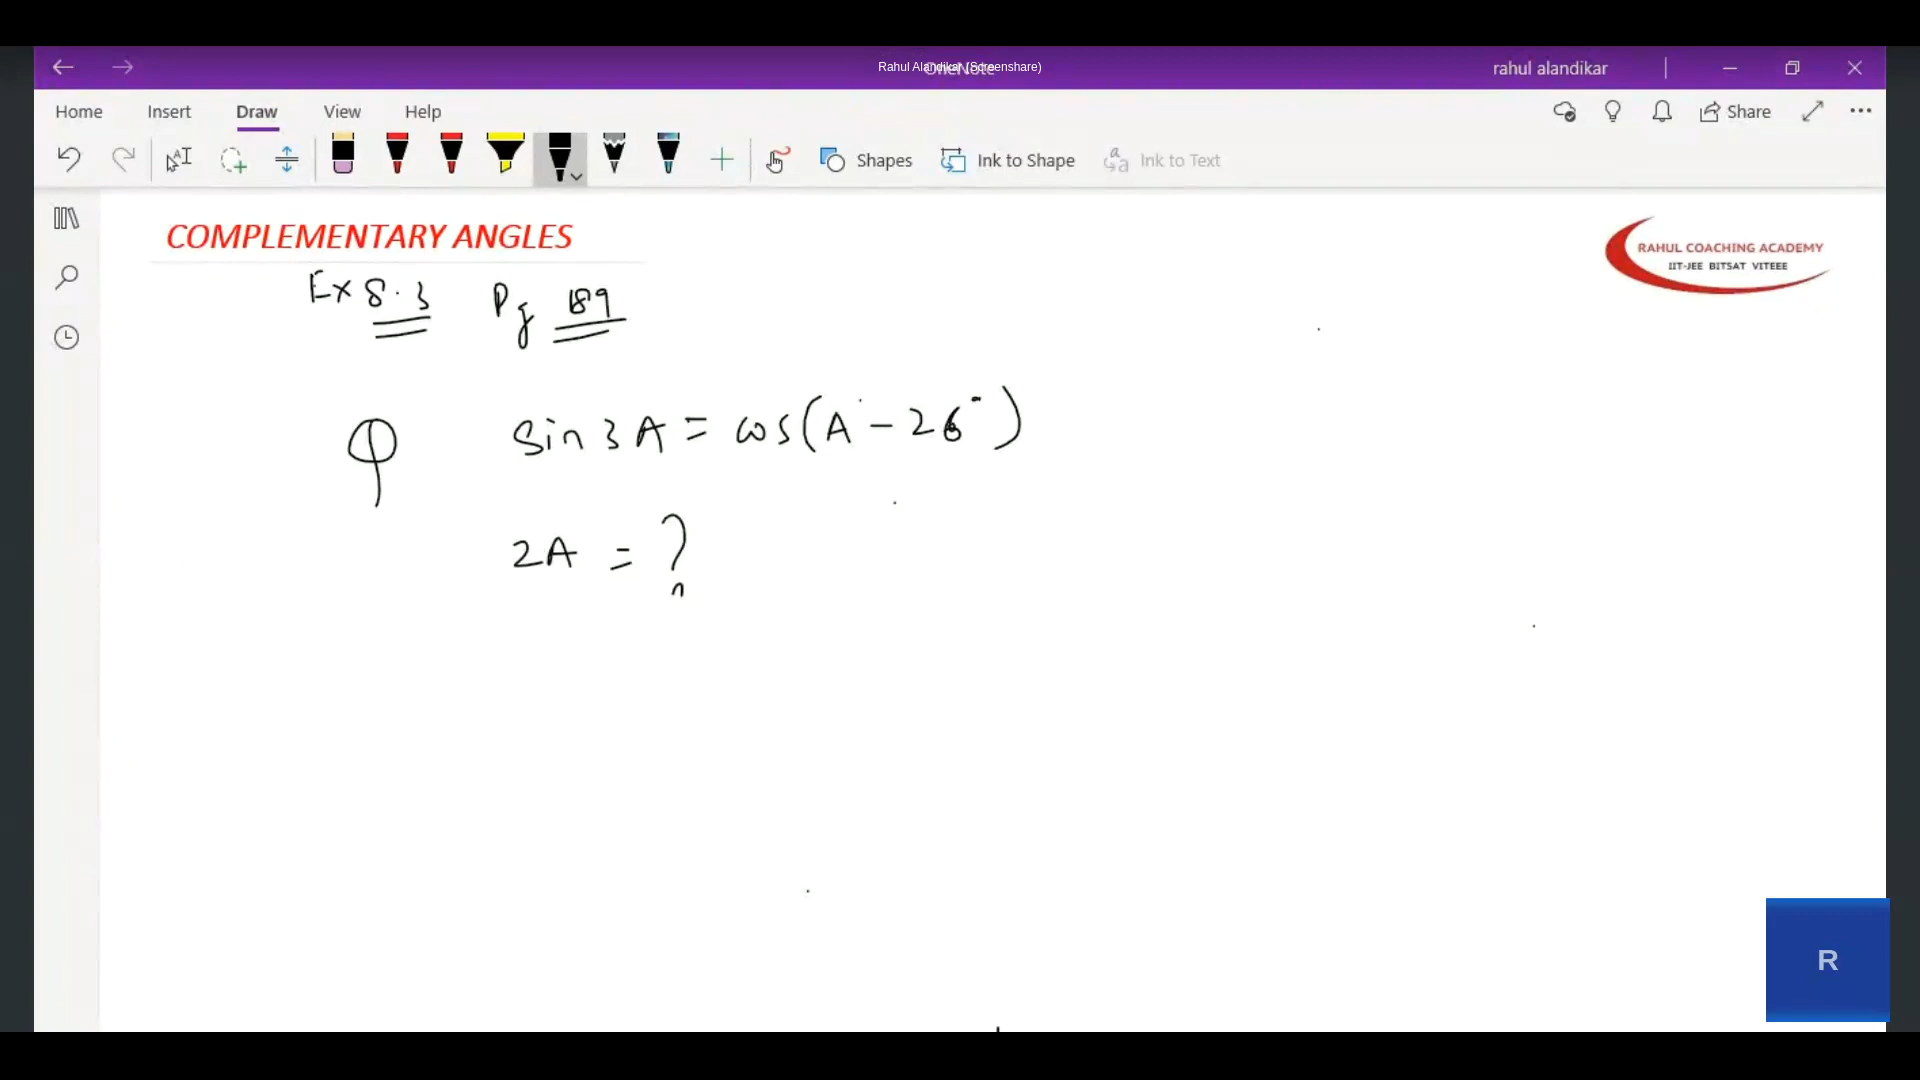 Rahul Alandikar (Screenshare)
OneNote
rahul alandikar
Home Insert Draw View Help
Share
Shapes Ink to Shape Ink to Text
COMPLEMENTARY ANGLES
RAHUL COACHING ACADEMY
IIT-JEE BITSAT VITEEE
Ex 8.3 Pg 189
Q sin 3A = cos(A - 26°)
2A = ?
R